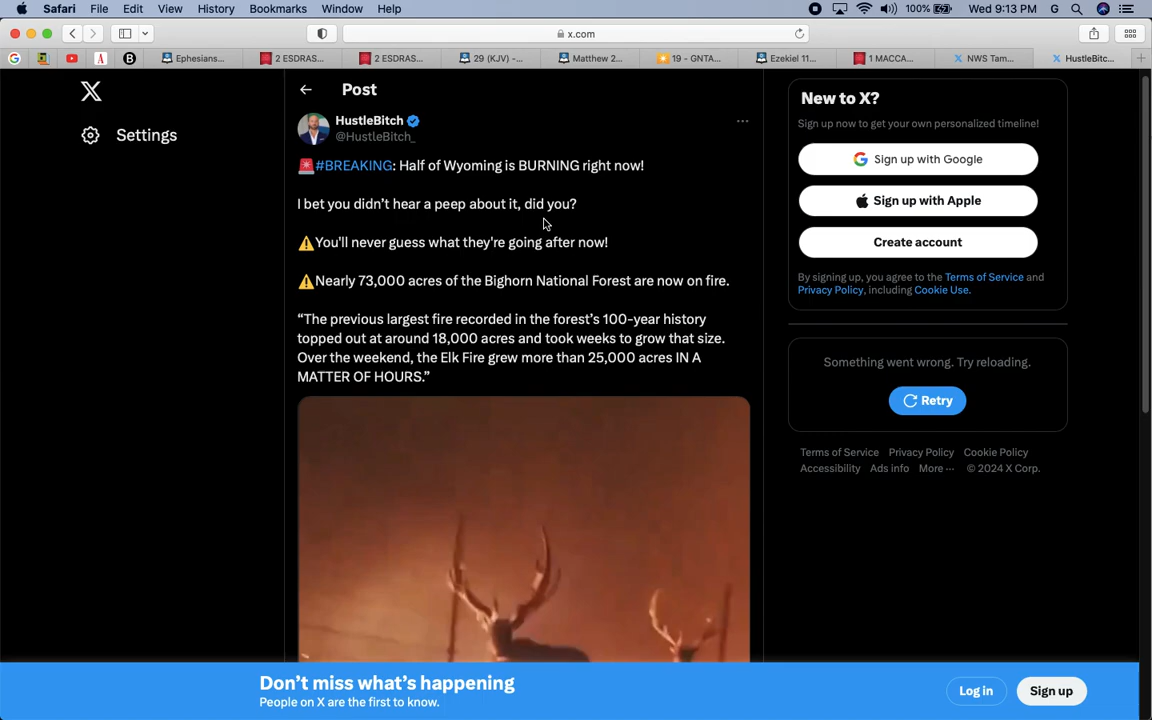 Safari File Edit View History Bookmarks Window Help 100% Wed 9:13 PM G
x.com
Ephesians... 2 ESDRAS... 2 ESDRAS... 29 (KJV) -... Matthew 2... 19 - GNTA... Ezekiel 11... 1 MACCA... NWS Tam... HustleBitc...
Settings
Post
HustleBitch
@HustleBitch_
🚨#BREAKING: Half of Wyoming is BURNING right now!
I bet you didn’t hear a peep about it, did you?
⚠️You'll never guess what they're going after now!
⚠️Nearly 73,000 acres of the Bighorn National Forest are now on fire.
“The previous largest fire recorded in the forest’s 100-year history
topped out at around 18,000 acres and took weeks to grow that size.
Over the weekend, the Elk Fire grew more than 25,000 acres IN A
MATTER OF HOURS.”
New to X?
Sign up now to get your own personalized timeline!
Sign up with Google
Sign up with Apple
Create account
By signing up, you agree to the Terms of Service and
Privacy Policy, including Cookie Use.
Something went wrong. Try reloading.
Retry
Terms of Service Privacy Policy Cookie Policy
Accessibility Ads info More ··· © 2024 X Corp.
Don’t miss what’s happening
People on X are the first to know.
Log in
Sign up